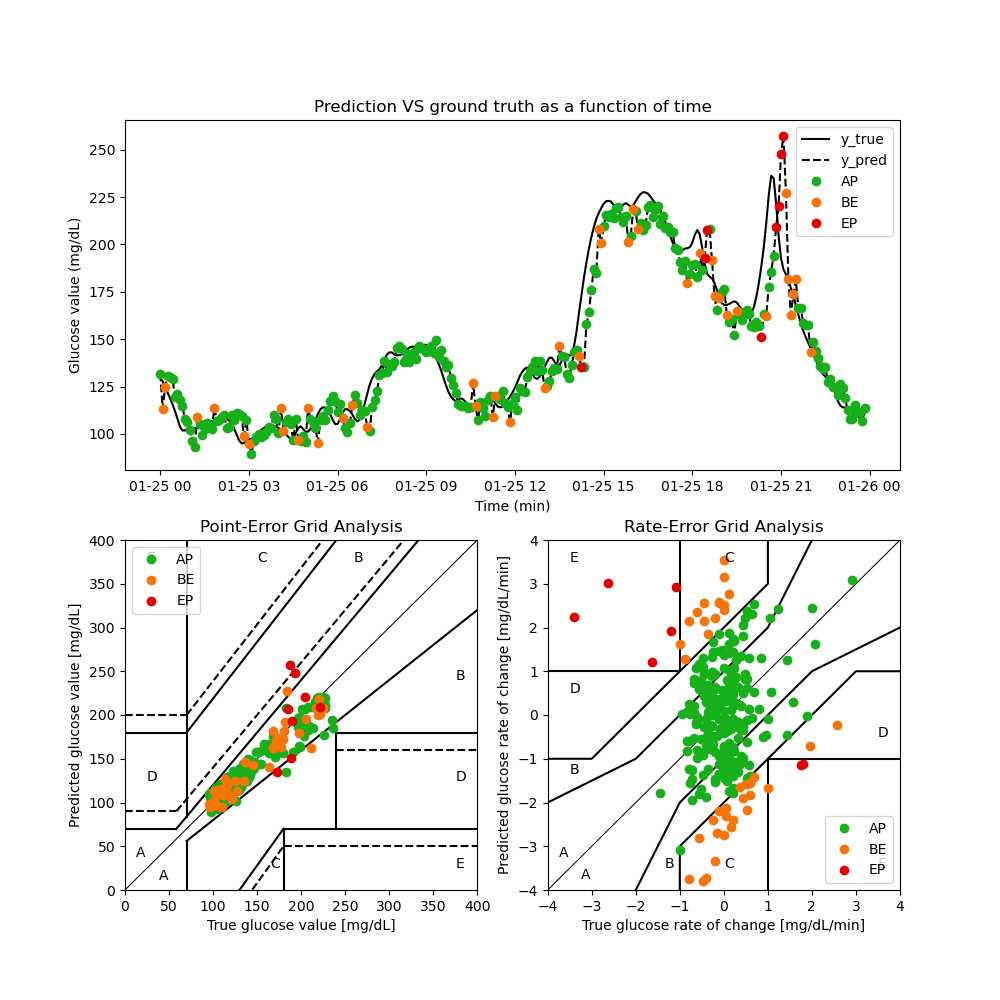 Prediction VS ground truth as a function of time
Glucose value (mg/dL)
250
225
200
175
150
125
100
y_true
y_pred
AP
BE
EP
01-25 00 01-25 03 01-25 06 01-25 09 01-25 12 01-25 15 01-25 18 01-25 21 01-26 00
Time (min)
Point-Error Grid Analysis
Predicted glucose value [mg/dL]
400
350
300
250
200
150
100
50
0
AP
BE
EP
C
B
B
D
D
A
A
C
E
0 50 100 150 200 250 300 350 400
True glucose value [mg/dL]
Rate-Error Grid Analysis
Predicted glucose rate of change [mg/dL/min]
4
3
2
1
0
−1
−2
−3
−4
E
C
D
D
B
A
A
B
C
AP
BE
EP
−4 −3 −2 −1 0 1 2 3 4
True glucose rate of change [mg/dL/min]